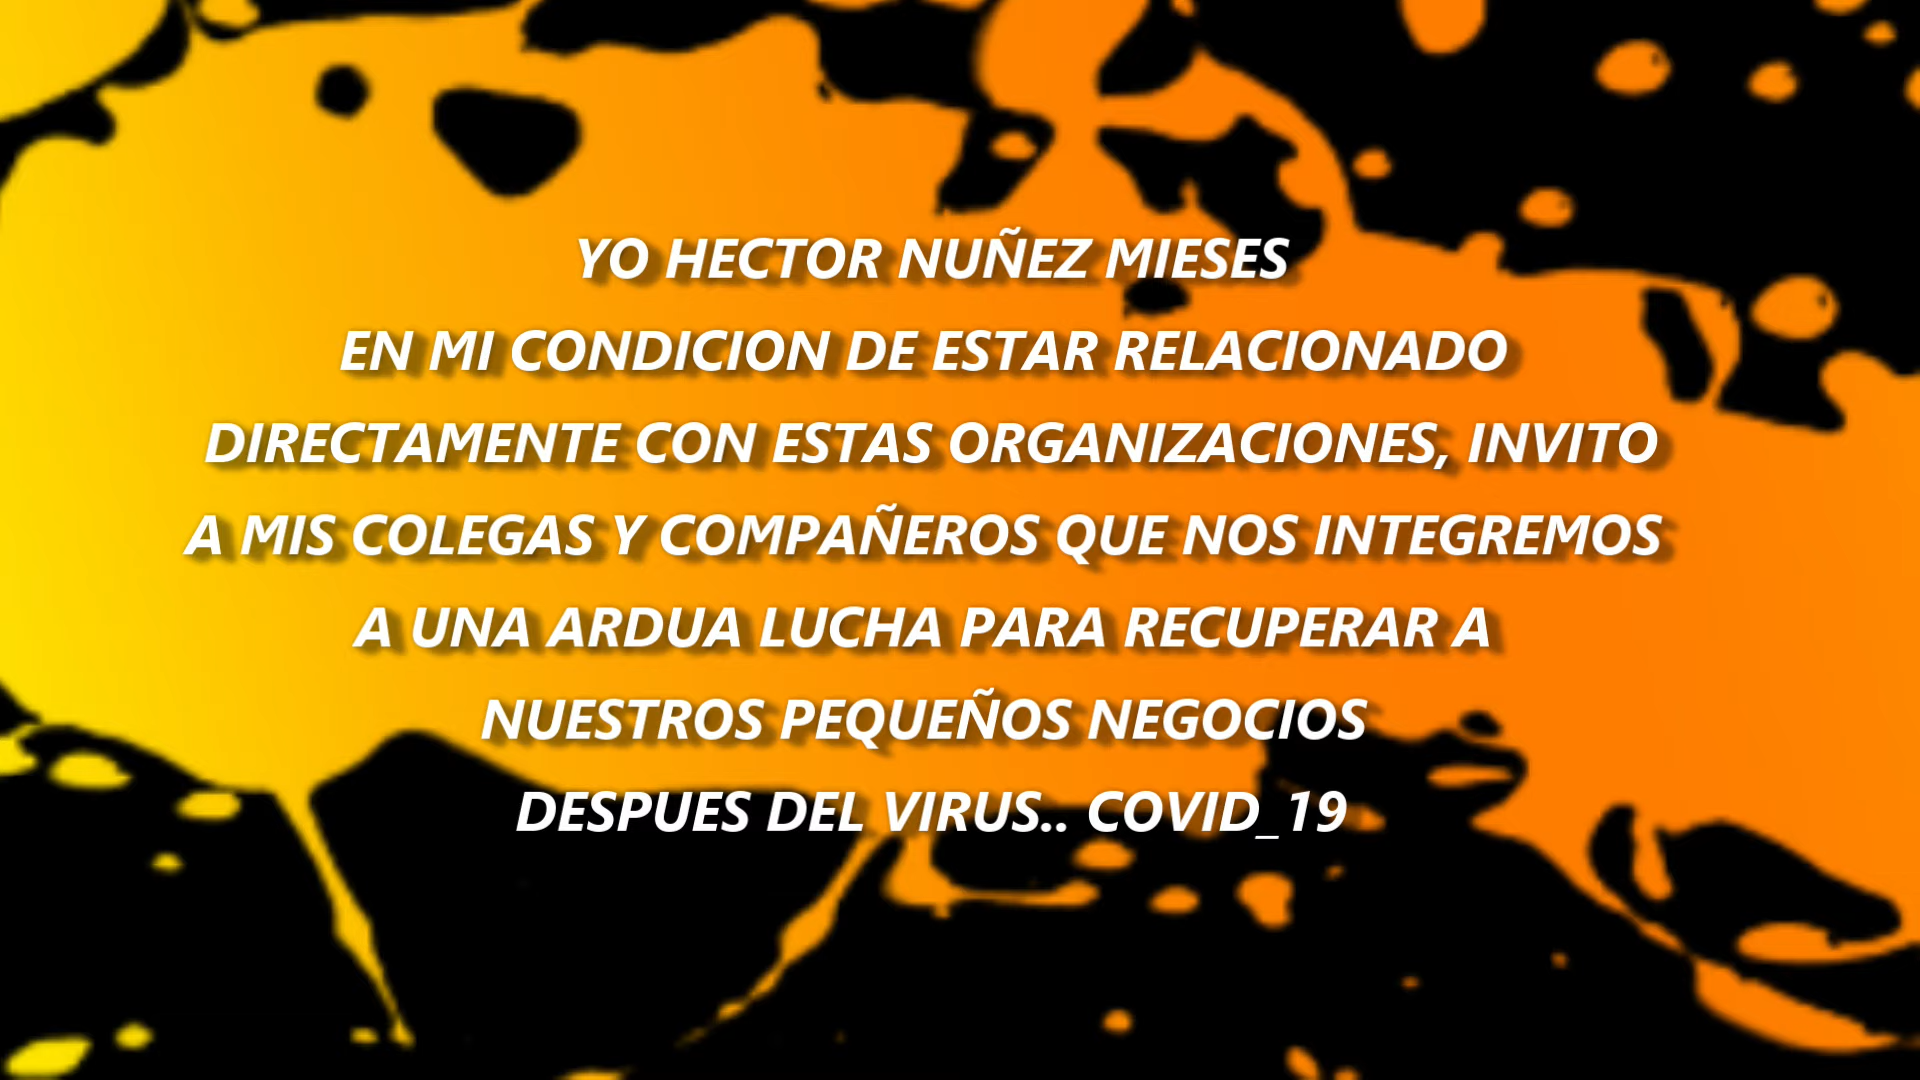 YO HECTOR NUÑEZ MIESES
EN MI CONDICION DE ESTAR RELACIONADO
DIRECTAMENTE CON ESTAS ORGANIZACIONES, INVITO
A MIS COLEGAS Y COMPAÑEROS QUE NOS INTEGREMOS
A UNA ARDUA LUCHA PARA RECUPERAR A
NUESTROS PEQUEÑOS NEGOCIOS
DESPUES DEL VIRUS.. COVID_19